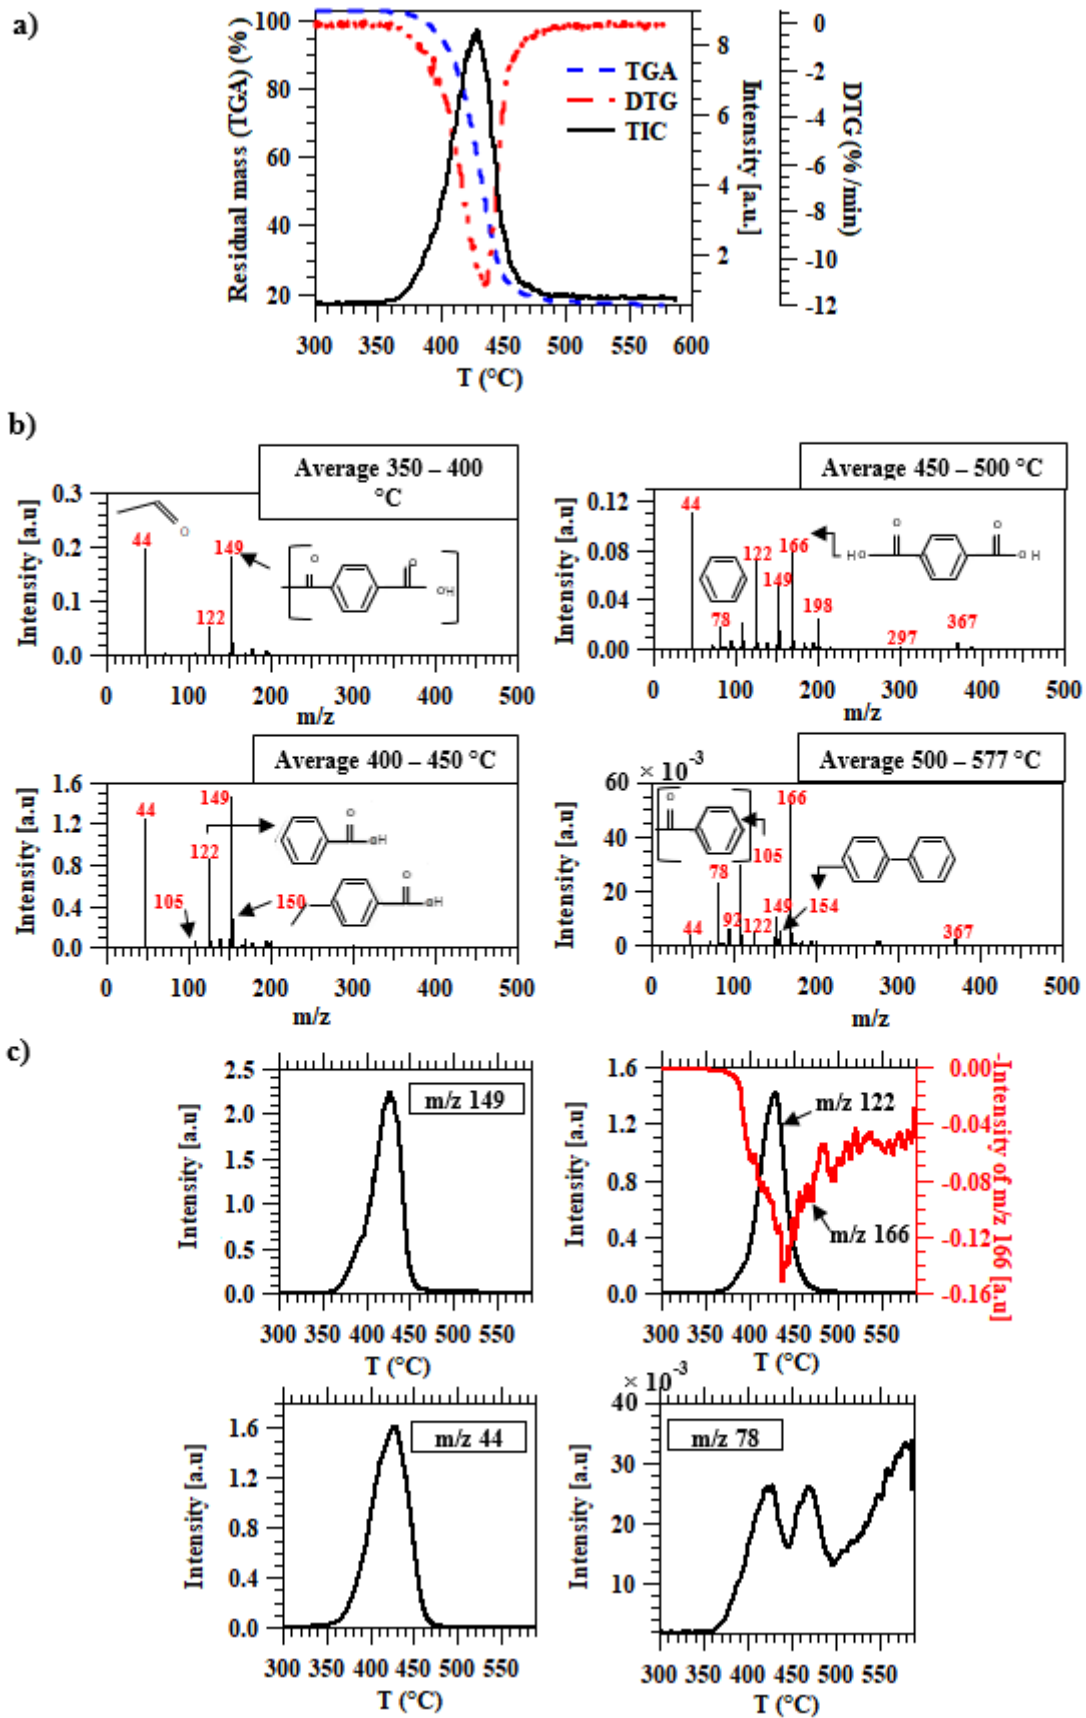 a)
Residual mass (TGA) (%)
100
80
60
40
20
TGA
DTG
TIC
8
6
4
2
Intensity [a.u.]
0
-2
-4
-6
-8
-10
-12
DTG (%/min)
300 350 400 450 500 550 600
T (°C)
b)
Average 350 – 400
°C
Intensity [a.u]
0.3
0.2
0.1
0.0
44
122
149
O
O
O
OH
0 100 200 300 400 500
m/z
Average 450 – 500 °C
Intensity [a.u]
0.12
0.08
0.04
0.00
44
78
122
149
166
198
297
367
O
O
HO
OH
0 100 200 300 400 500
m/z
Average 400 – 450 °C
Intensity [a.u]
1.6
1.2
0.8
0.4
0.0
44
105
122
149
150
O
OH
O
OH
0 100 200 300 400 500
m/z
Average 500 – 577 °C
Intensity [a.u]
60 × 10⁻³
40
20
0
O
44
78
92
105
122
149
154
166
367
0 100 200 300 400 500
m/z
c)
Intensity [a.u]
2.5
2.0
1.5
1.0
0.5
0.0
m/z 149
300 350 400 450 500 550
T (°C)
Intensity [a.u]
1.6
1.2
0.8
0.4
0.0
m/z 122
m/z 166
0.00
-0.04
-0.08
-0.12
-0.16
-Intensity of m/z 166 [a.u]
300 350 400 450 500 550
T (°C)
Intensity [a.u]
1.6
1.2
0.8
0.4
0.0
m/z 44
300 350 400 450 500 550
T (°C)
× 10⁻³
Intensity [a.u]
40
30
20
10
m/z 78
300 350 400 450 500 550
T (°C)